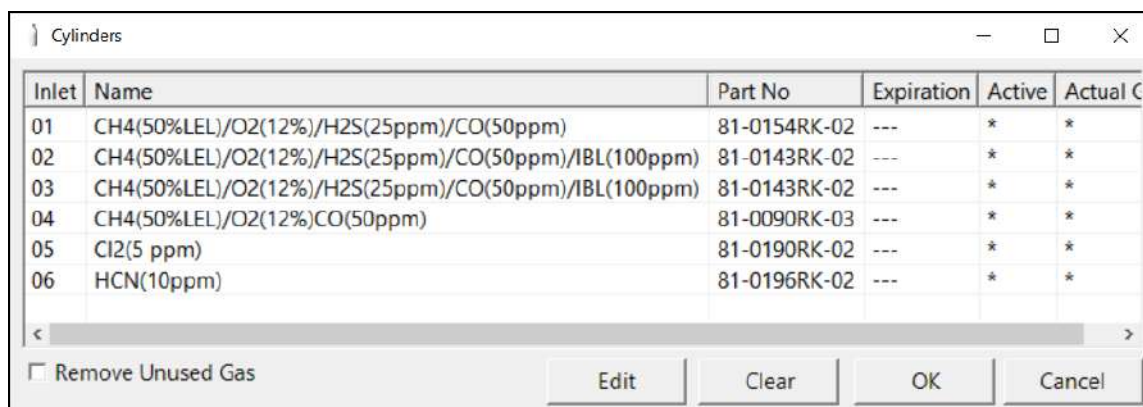 Cylinders
Inlet Name Part No Expiration Active Actual C
01 CH4(50%LEL)/O2(12%)/H2S(25ppm)/CO(50ppm) 81-0154RK-02 --- * *
02 CH4(50%LEL)/O2(12%)/H2S(25ppm)/CO(50ppm)/IBL(100ppm) 81-0143RK-02 --- * *
03 CH4(50%LEL)/O2(12%)/H2S(25ppm)/CO(50ppm)/IBL(100ppm) 81-0143RK-02 --- * *
04 CH4(50%LEL)/O2(12%)CO(50ppm) 81-0090RK-03 --- * *
05 Cl2(5 ppm) 81-0190RK-02 --- * *
06 HCN(10ppm) 81-0196RK-02 --- * *
Remove Unused Gas Edit Clear OK Cancel